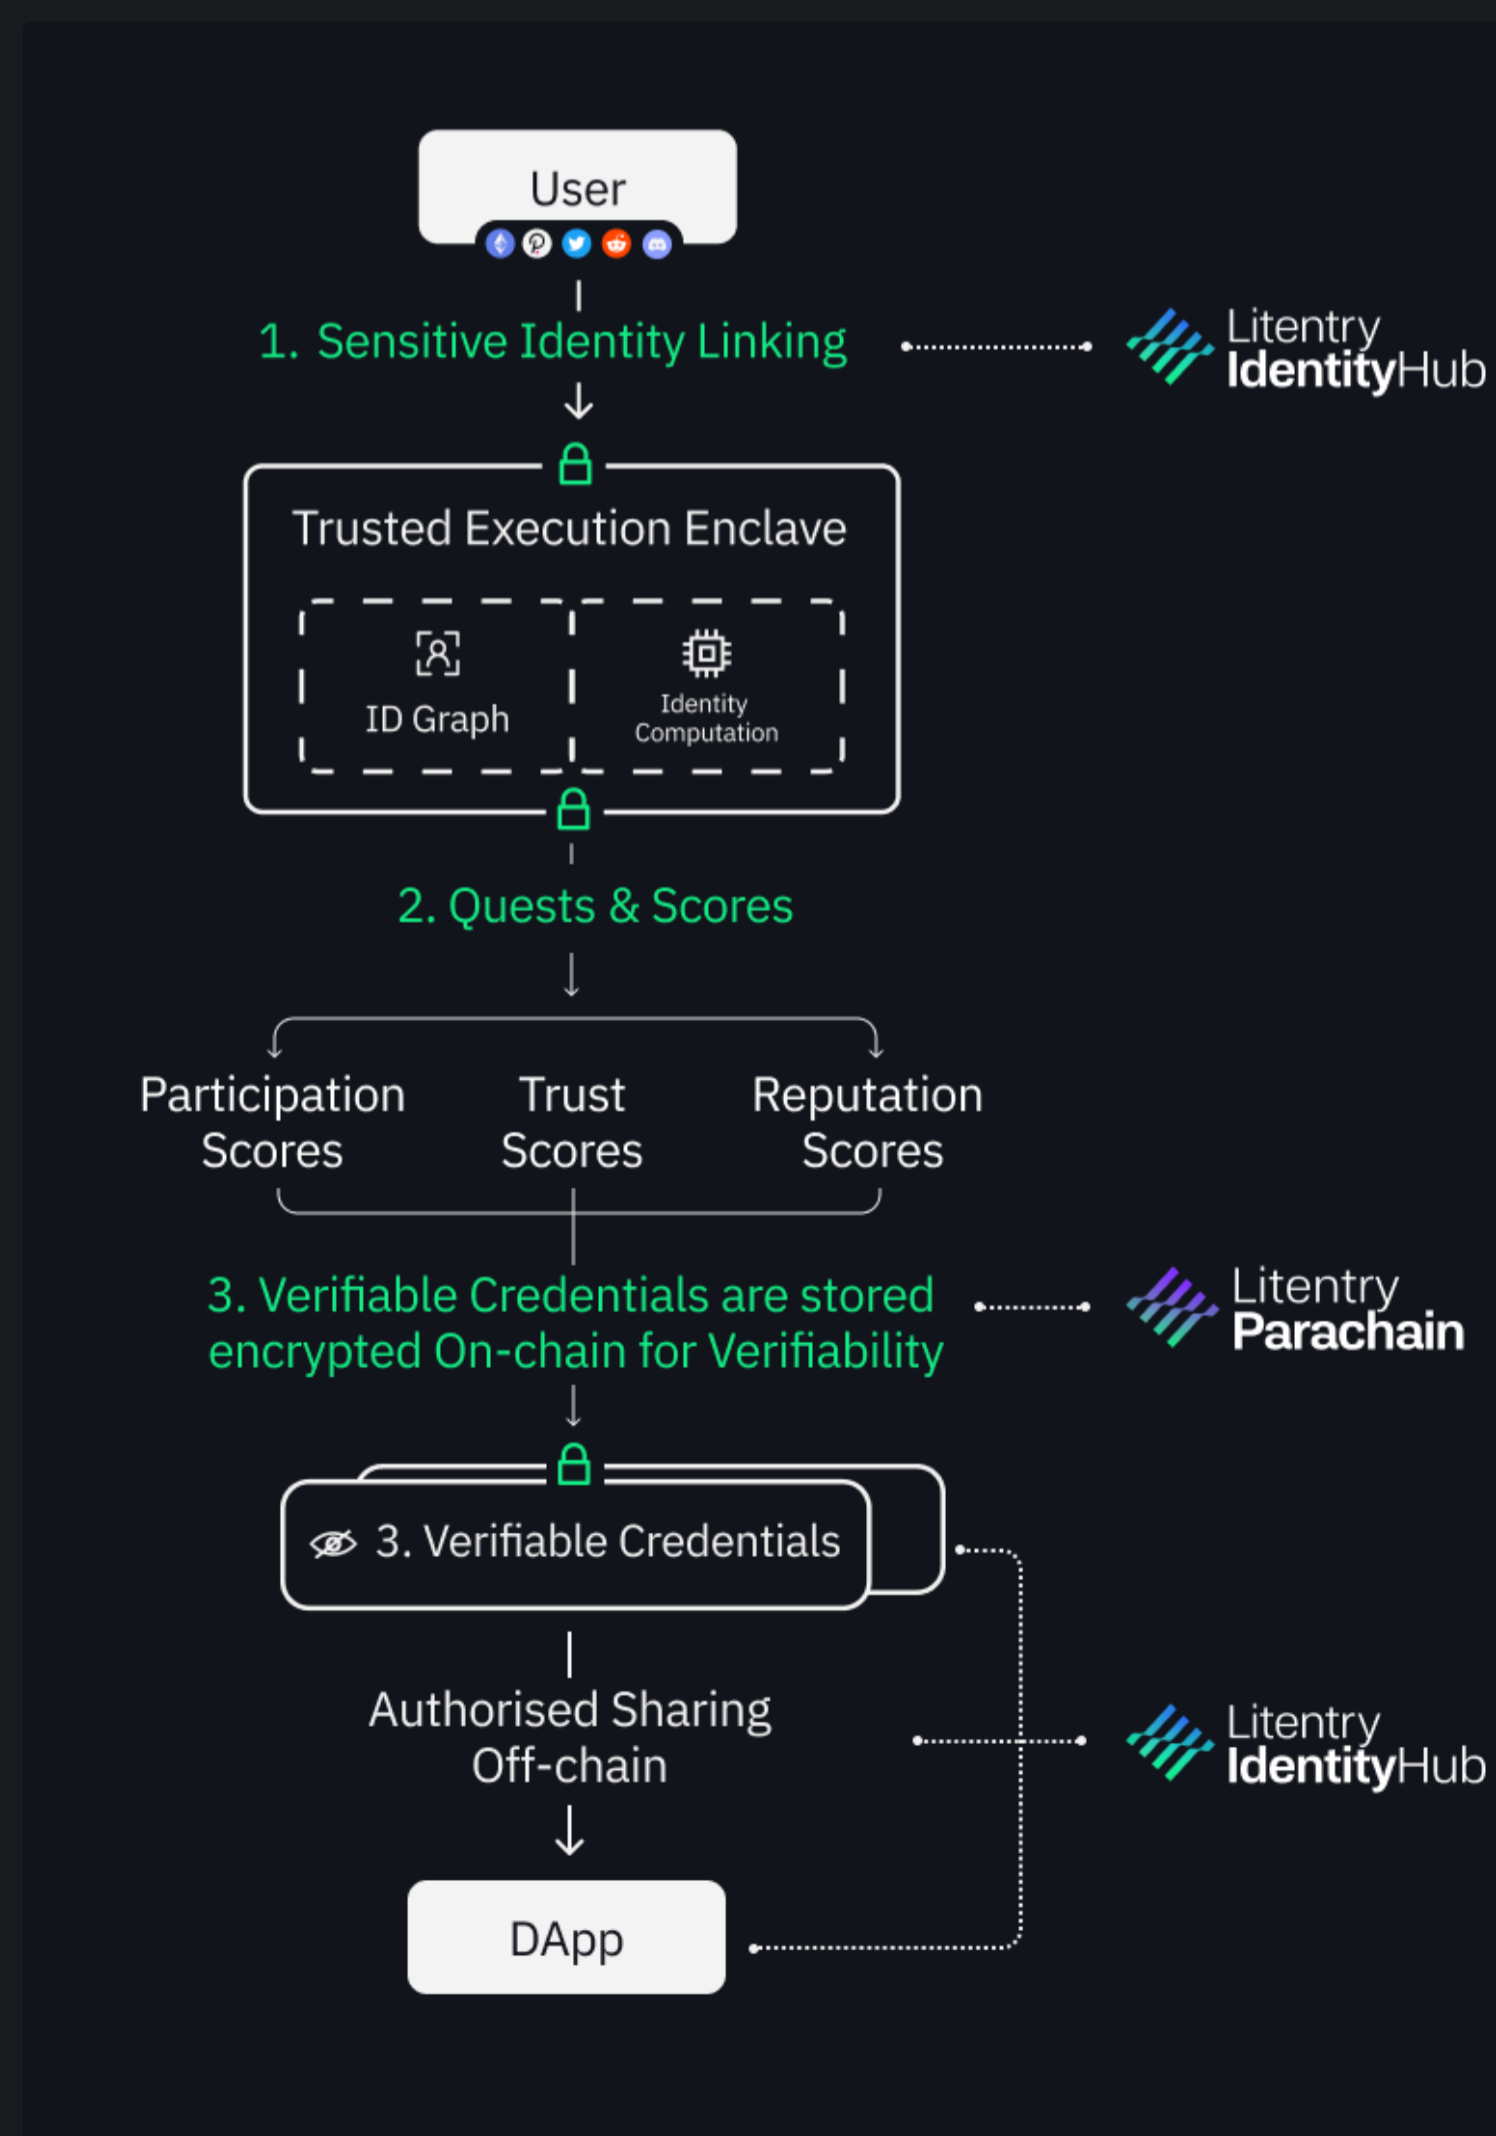 User
1. Sensitive Identity Linking
Litentry
IdentityHub
Trusted Execution Enclave
ID Graph
Identity
Computation
2. Quests & Scores
Participation
Scores
Trust
Scores
Reputation
Scores
3. Verifiable Credentials are stored
encrypted On-chain for Verifiability
Litentry
Parachain
3. Verifiable Credentials
Authorised Sharing
Off-chain
Litentry
IdentityHub
DApp